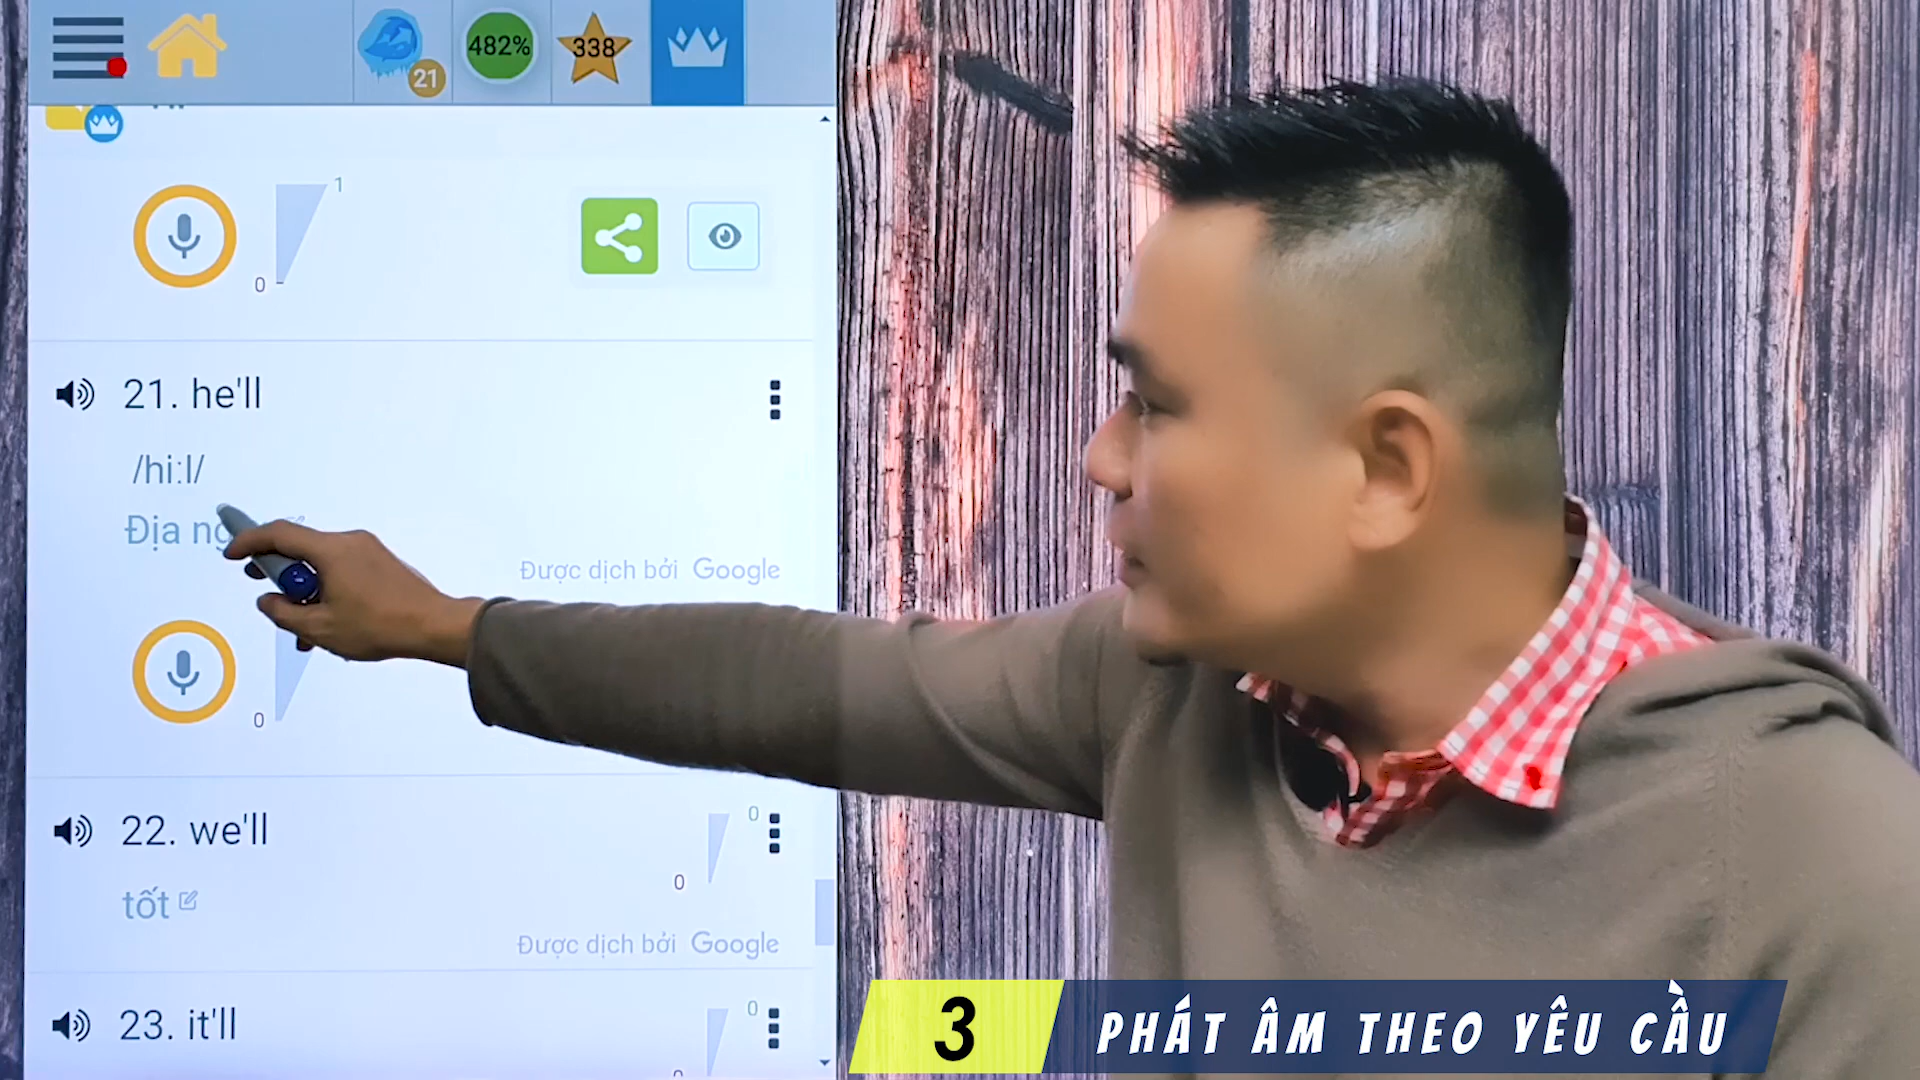 21
482%
338
1
0
21. he'll
/hi:l/
Địa
Được dịch bởi Google
0
22. we'll
0
0
tốt
Được dịch bởi Google
23. it'll
0
3 PHÁT ÂM THEO YÊU CẦU